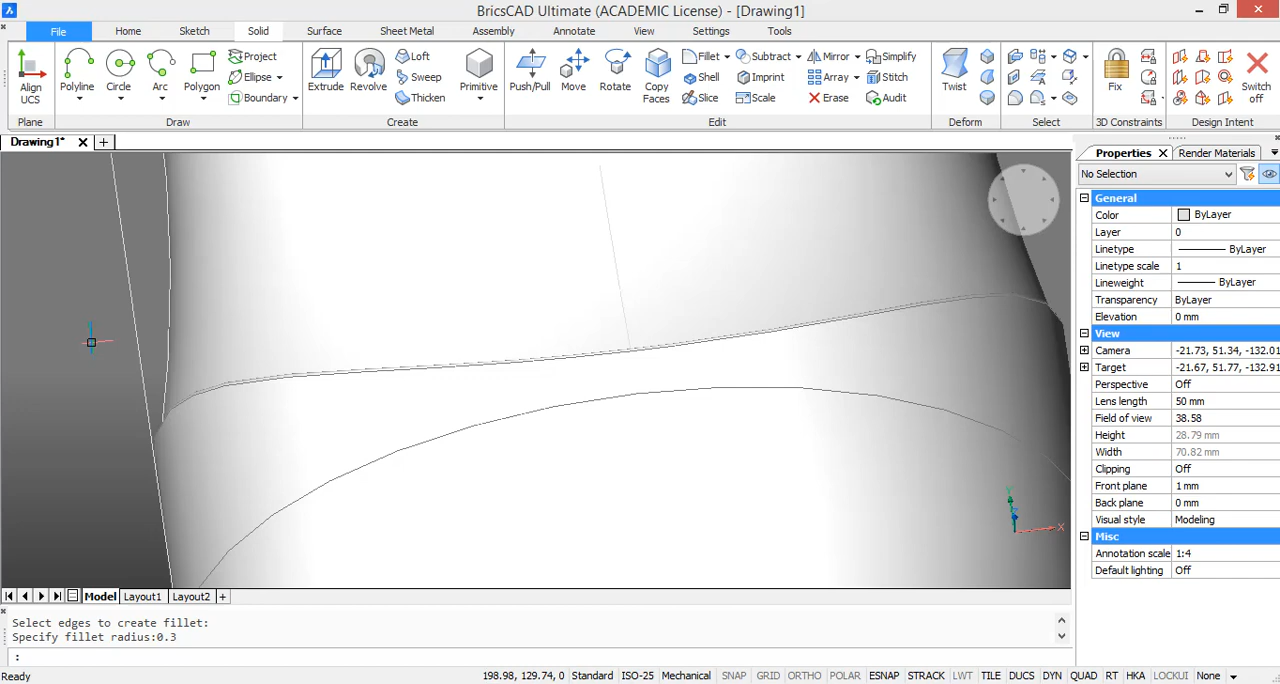 BricsCAD Ultimate (ACADEMIC License) - [Drawing1]
File Home Sketch Solid Surface Sheet Metal Assembly Annotate View Settings Tools
Align UCS
Polyline
Circle
Arc
Polygon
Project
Ellipse
Boundary
Extrude
Revolve
Loft
Sweep
Thicken
Primitive
Push/Pull
Move
Rotate
Copy Faces
Fillet
Shell
Slice
Subtract
Imprint
Scale
Mirror
Array
Erase
Simplify
Stitch
Audit
Twist
Fix
Switch off
Plane Draw Create Edit Deform Select 3D Constraints Design Intent
Drawing1*
Properties Render Materials
No Selection
General
Color ByLayer
Layer 0
Linetype ByLayer
Linetype scale 1
Lineweight ByLayer
Transparency ByLayer
Elevation 0 mm
View
Camera -21.73, 51.34, -132.01
Target -21.67, 51.77, -132.91
Perspective Off
Lens length 50 mm
Field of view 38.58
Height 28.79 mm
Width 70.82 mm
Clipping Off
Front plane 1 mm
Back plane 0 mm
Visual style Modeling
Misc
Annotation scale 1:4
Default lighting Off
X
Model Layout1 Layout2 +
Select edges to create fillet:
Specify fillet radius:0.3
:
Ready 198.98, 129.74, 0 Standard ISO-25 Mechanical SNAP GRID ORTHO POLAR ESNAP STRACK LWT TILE DUCS DYN QUAD RT HKA LOCKUI None